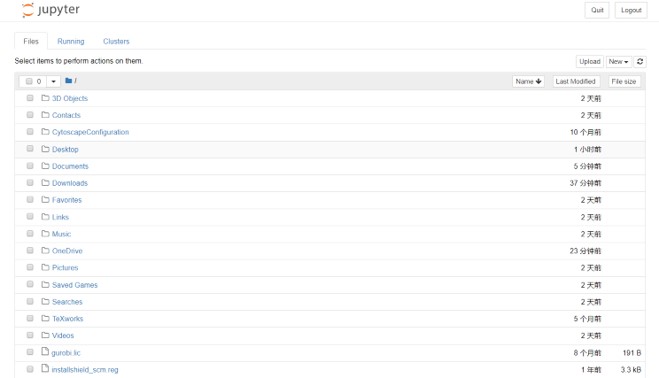 jupyter Quit Logout
Files Running Clusters
Select items to perform actions on them. Upload New
0 / Name Last Modified File size
3D Objects 2 天前
Contacts 2 天前
CytoscapeConfiguration 10 个月前
Desktop 1 小时前
Documents 5 分钟前
Downloads 37 分钟前
Favorites 2 天前
Links 2 天前
Music 2 天前
OneDrive 23 分钟前
Pictures 2 天前
Saved Games 2 天前
Searches 2 天前
TeXworks 5 个月前
Videos 2 天前
gurobi.lic 8 个月前 191 B
installshield_scm.reg 1 年前 3.3 kB